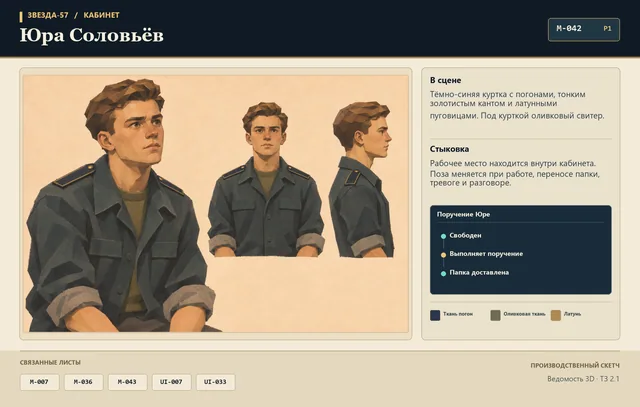 ЗВЕЗДА-57 / КАБИНЕТ
Юра Соловьёв
М-042 P1
В сцене
Тёмно-синяя куртка с погонами, тонким
золотистым кантом и латунными
пуговицами. Под курткой оливковый свитер.
Стыковка
Рабочее место находится внутри кабинета.
Поза меняется при работе, переносе папки,
тревоге и разговоре.
Поручение Юре
Свободен
Выполняет поручение
Папка доставлена
Ткань погон
Оливковая ткань
Латунь
СВЯЗАННЫЕ ЛИСТЫ
М-007
М-036
М-043
UI-007
UI-033
ПРОИЗВОДСТВЕННЫЙ СКЕТЧ
Ведомость 3D · ТЗ 2.1